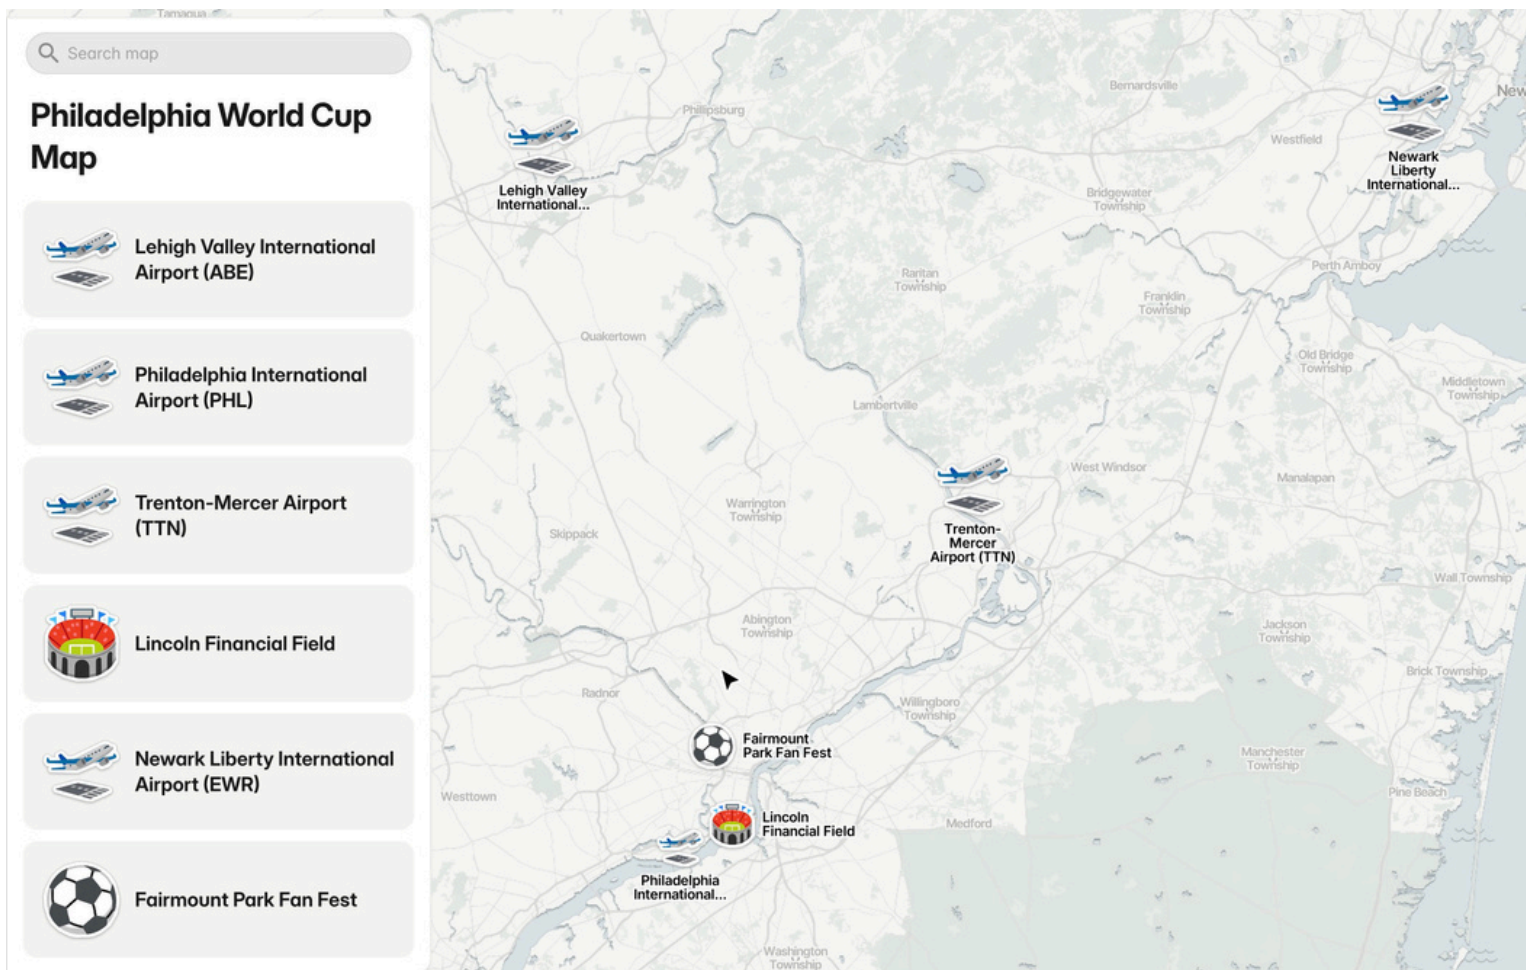 Tamaqua
Search map
Philadelphia World Cup
Map
Lehigh Valley International
Airport (ABE)
Philadelphia International
Airport (PHL)
Trenton-Mercer Airport
(TTN)
Lincoln Financial Field
Newark Liberty International
Airport (EWR)
Fairmount Park Fan Fest
Phillipsburg
Bernardsville
New
Westfield
Newark
Liberty
International...
Lehigh Valley
International...
Bridgewater
Township
Raritan
Township
Perth Amboy
Franklin
Township
Quakertown
Old Bridge
Township
Middletown
Township
Lambertville
West Windsor
Manalapan
Warrington
Township
Skippack
Trenton-
Mercer
Airport (TTN)
Wall Township
Abington
Township
Jackson
Township
Brick Township
Radnor
Willingboro
Township
Fairmount
Park Fan Fest
Manchester
Township
Westtown
Pine Beach
Lincoln
Financial Field
Medford
Philadelphia
International...
Washington
Township